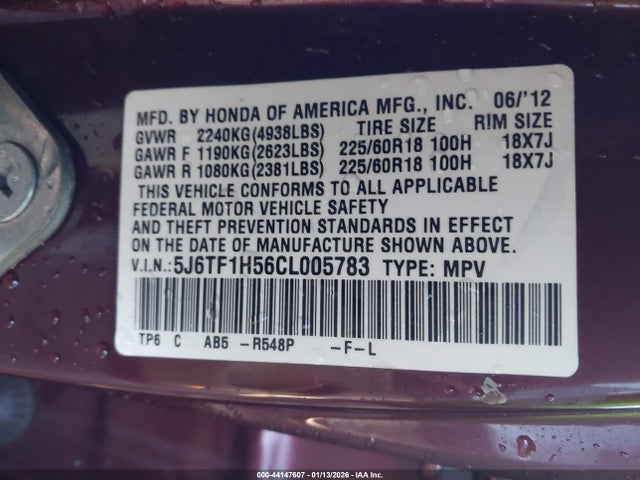 MFD. BY HONDA OF AMERICA MFG., INC. 06/'12
GVWR 2240KG(4938LBS) TIRE SIZE RIM SIZE
GAWR F 1190KG(2623LBS) 225/60R18 100H 18X7J
GAWR R 1080KG(2381LBS) 225/60R18 100H 18X7J
THIS VEHICLE CONFORMS TO ALL APPLICABLE
FEDERAL MOTOR VEHICLE SAFETY
AND THEFT PREVENTION STANDARDS IN EFFECT
ON THE DATE OF MANUFACTURE SHOWN ABOVE.
V.I.N.:5J6TF1H56CL005783 TYPE: MPV
TP6 C AB5 -R548P -F-L
000-44147607 - 01/13/2026 - IAA Inc.